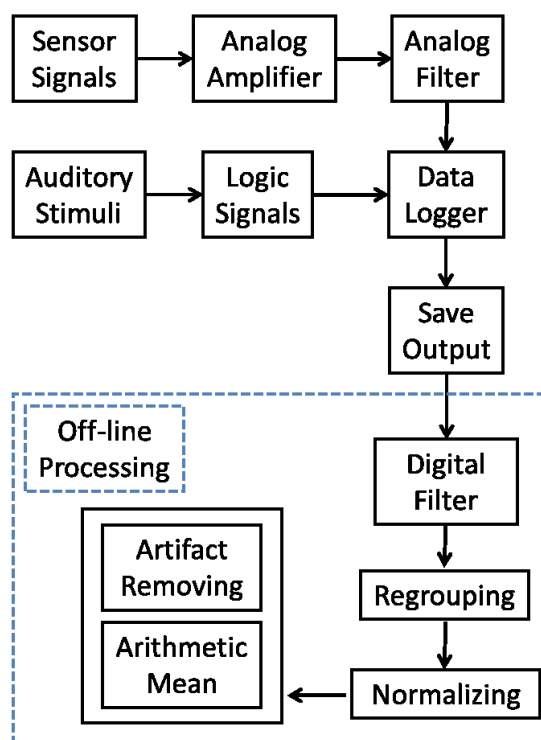 Sensor
Signals
Analog
Amplifier
Analog
Filter
Auditory
Stimuli
Logic
Signals
Data
Logger
Save
Output
Off-line
Processing
Digital
Filter
Artifact
Removing
Regrouping
Arithmetic
Mean
Normalizing